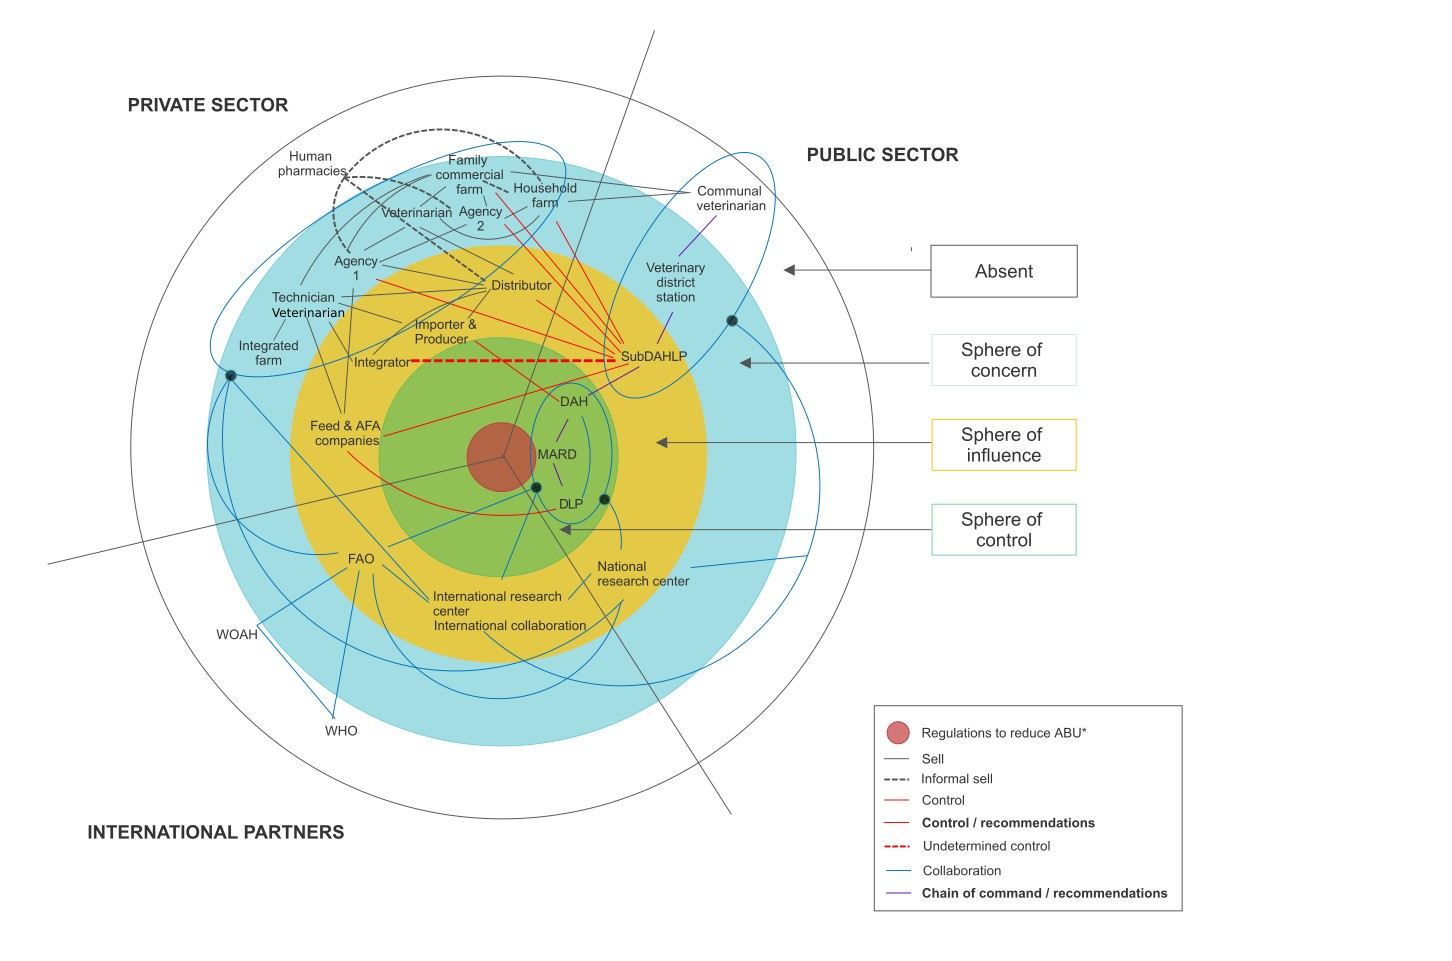 PRIVATE SECTOR
PUBLIC SECTOR
Human
pharmacies
Family
commercial
farm
Household
farm
Veterinarian
Agency
2
Communal
veterinarian
Agency
1
Veterinary
district
station
Distributor
Technician
Veterinarian
Importer &
Producer
Integrated
farm
Integrator
SubDAHLP
DAH
Feed & AFA
companies
MARD
DLP
FAO
National
research center
International research
center
International collaboration
WOAH
WHO
INTERNATIONAL PARTNERS
Absent
Sphere of
concern
Sphere of
influence
Sphere of
control
Regulations to reduce ABU*
Sell
Informal sell
Control
Control / recommendations
Undetermined control
Collaboration
Chain of command / recommendations